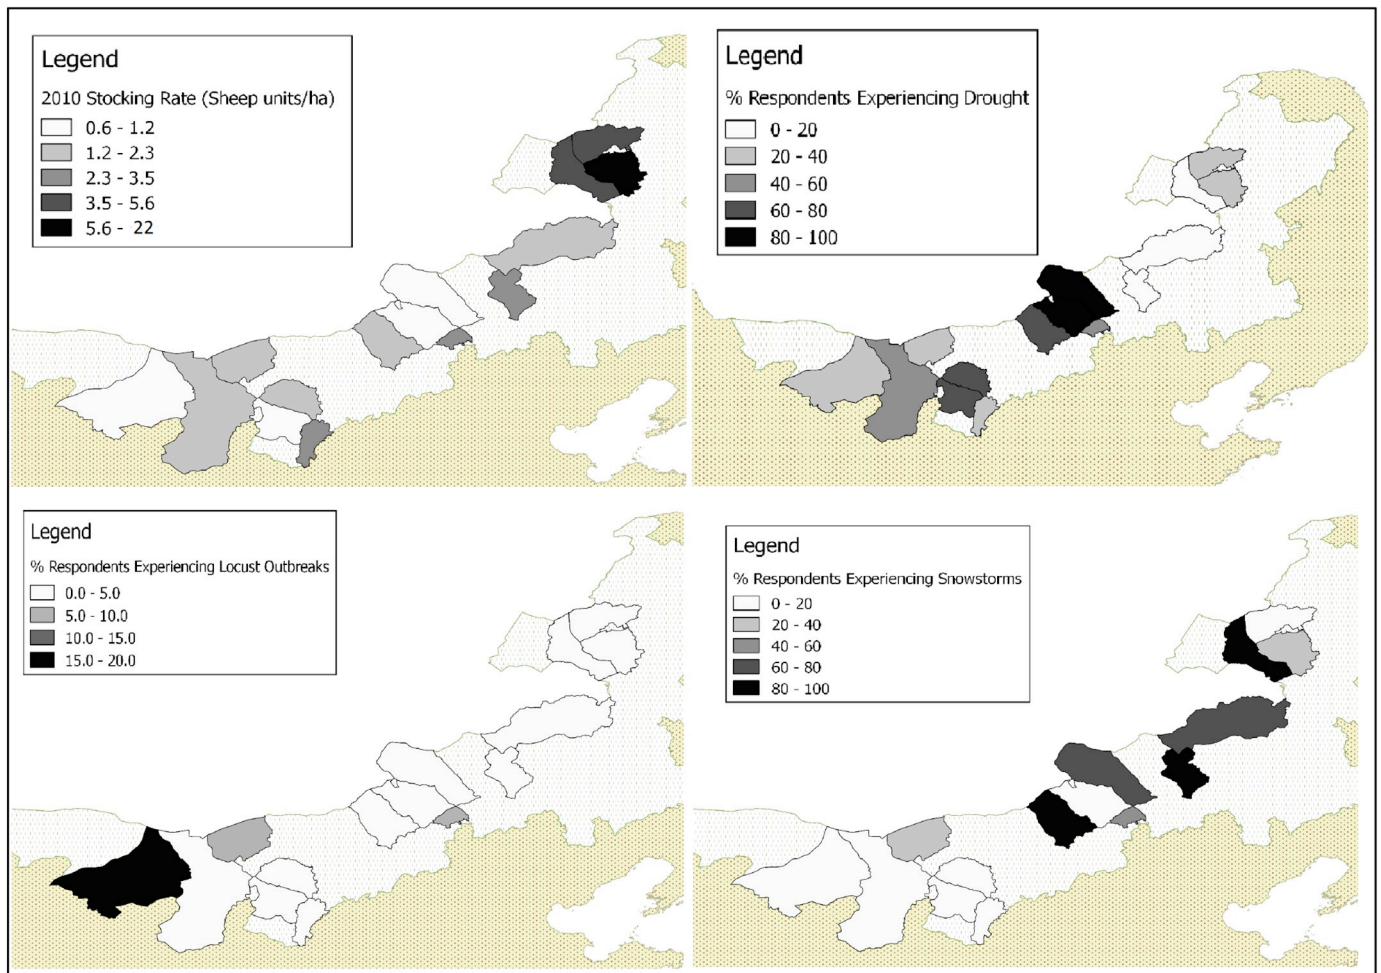 Legend
2010 Stocking Rate (Sheep units/ha)
0.6 - 1.2
1.2 - 2.3
2.3 - 3.5
3.5 - 5.6
5.6 - 22
Legend
% Respondents Experiencing Drought
0 - 20
20 - 40
40 - 60
60 - 80
80 - 100
Legend
% Respondents Experiencing Locust Outbreaks
0.0 - 5.0
5.0 - 10.0
10.0 - 15.0
15.0 - 20.0
Legend
% Respondents Experiencing Snowstorms
0 - 20
20 - 40
40 - 60
60 - 80
80 - 100